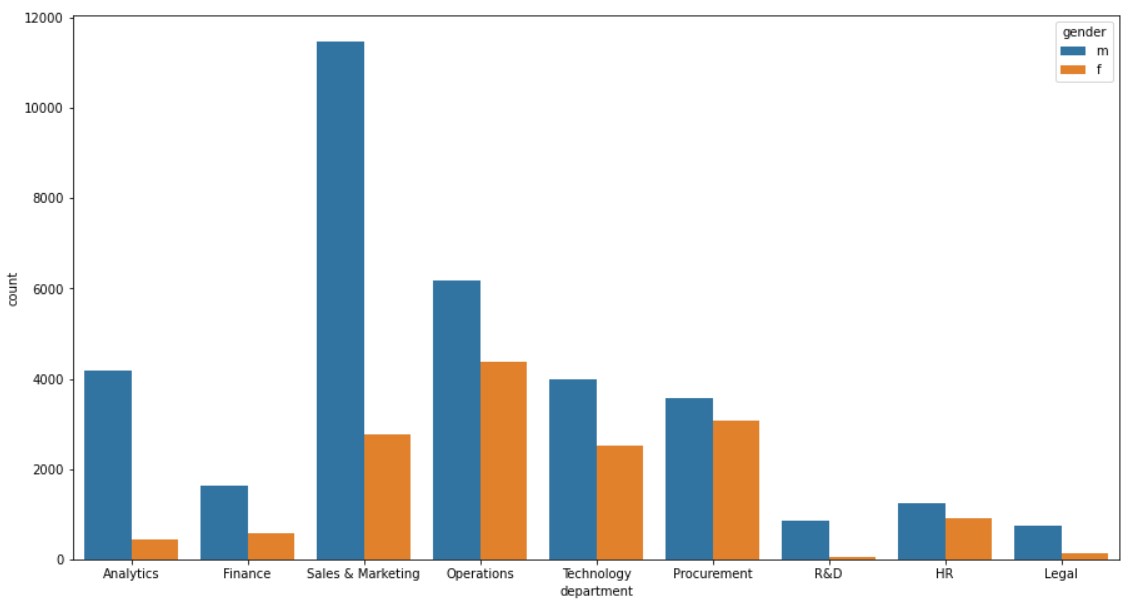 12000
10000
8000
6000
4000
2000
0
count
gender
m
f
Analytics Finance Sales & Marketing Operations Technology Procurement R&D HR Legal
department